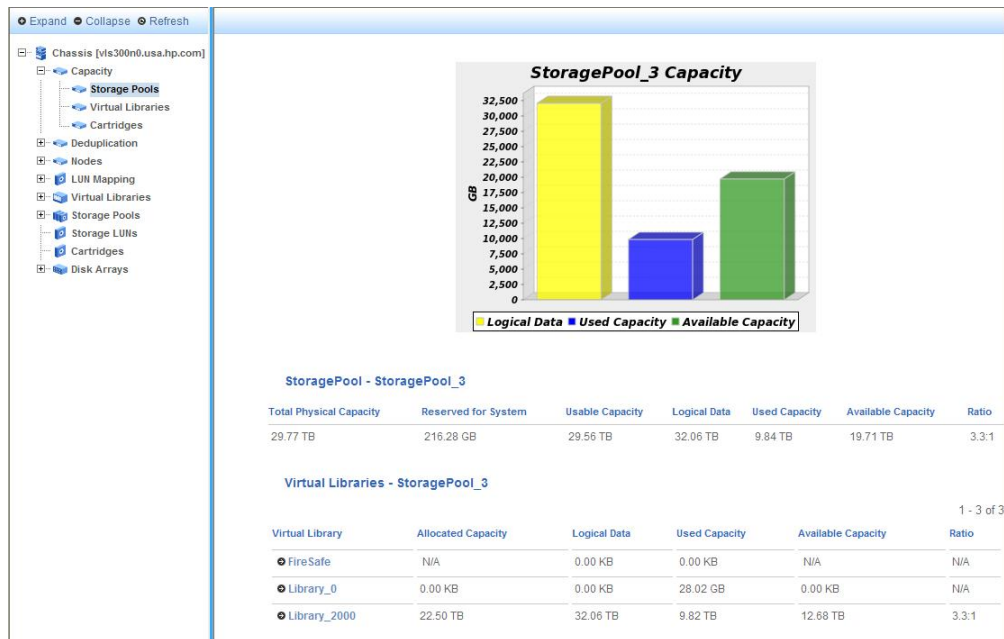 Expand Collapse Refresh
Chassis [vls300n0.usa.hp.com]
Capacity
Storage Pools
Virtual Libraries
Cartridges
Deduplication
Nodes
LUN Mapping
Virtual Libraries
Storage Pools
Storage LUNs
Cartridges
Disk Arrays
StoragePool_3 Capacity
32,500
30,000
27,500
25,000
22,500
20,000
17,500
15,000
12,500
10,000
7,500
5,000
2,500
0
GB
Logical Data Used Capacity Available Capacity
StoragePool - StoragePool_3
Total Physical Capacity Reserved for System Usable Capacity Logical Data Used Capacity Available Capacity Ratio
29.77 TB 216.28 GB 29.56 TB 32.06 TB 9.84 TB 19.71 TB 3.3:1
Virtual Libraries - StoragePool_3
1 - 3 of 3
Virtual Library Allocated Capacity Logical Data Used Capacity Available Capacity Ratio
FireSafe N/A 0.00 KB 0.00 KB N/A N/A
Library_0 0.00 KB 0.00 KB 28.02 GB 0.00 KB N/A
Library_2000 22.50 TB 32.06 TB 9.82 TB 12.68 TB 3.3:1